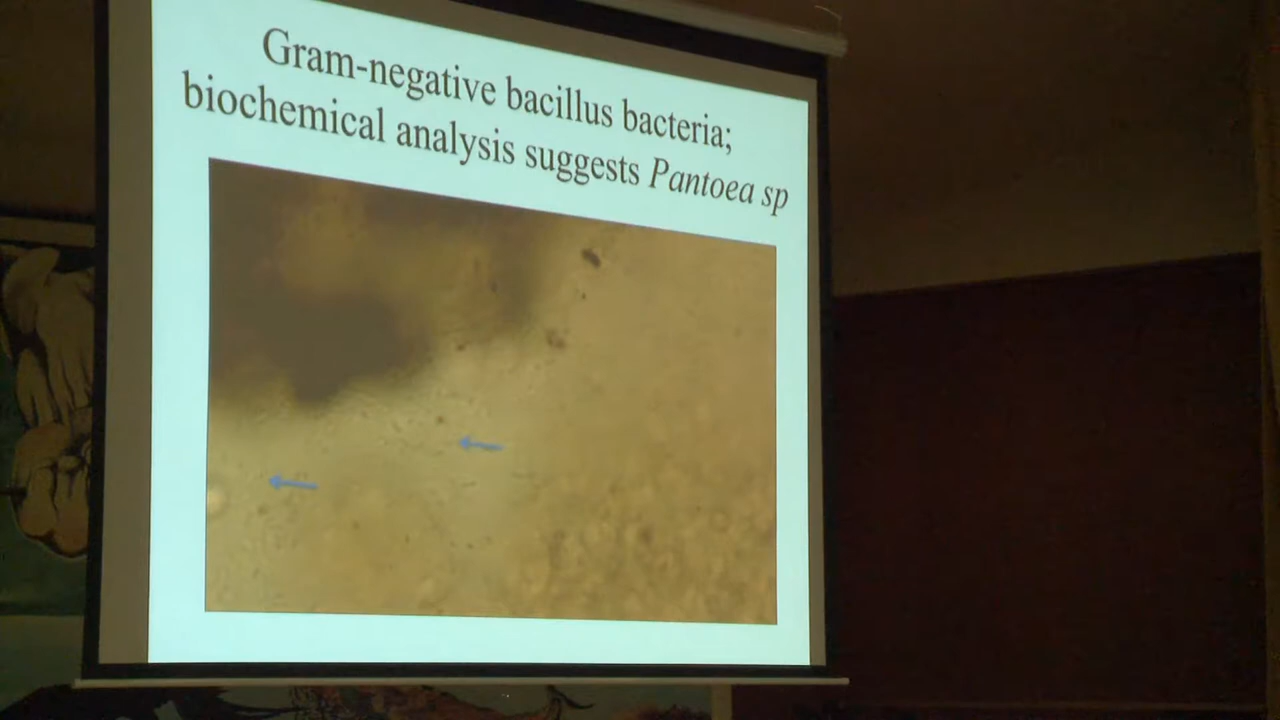 Gram-negative bacillus bacteria;
biochemical analysis suggests Pantoea sp